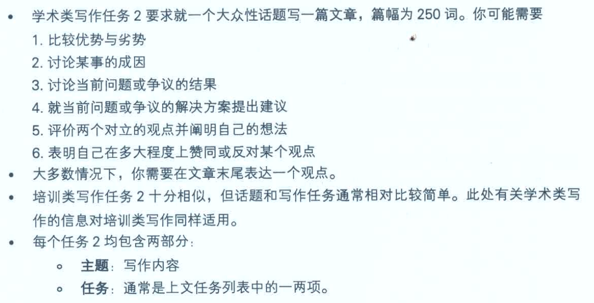 • 学术类写作任务 2 要求就一个大众性话题写一篇文章，篇幅为 250 词。你可能需要
1. 比较优势与劣势
2. 讨论某事的成因
3. 讨论当前问题或争议的结果
4. 就当前问题或争议的解决方案提出建议
5. 评价两个对立的观点并阐明自己的想法
6. 表明自己在多大程度上赞同或反对某个观点
• 大多数情况下，你需要在文章末尾表达一个观点。
• 培训类写作任务 2 十分相似，但话题和写作任务通常相对比较简单。此处有关学术类写
作的信息对培训类写作同样适用。
• 每个任务 2 均包含两部分：
∘ 主题：写作内容
∘ 任务：通常是上文任务列表中的一两项。